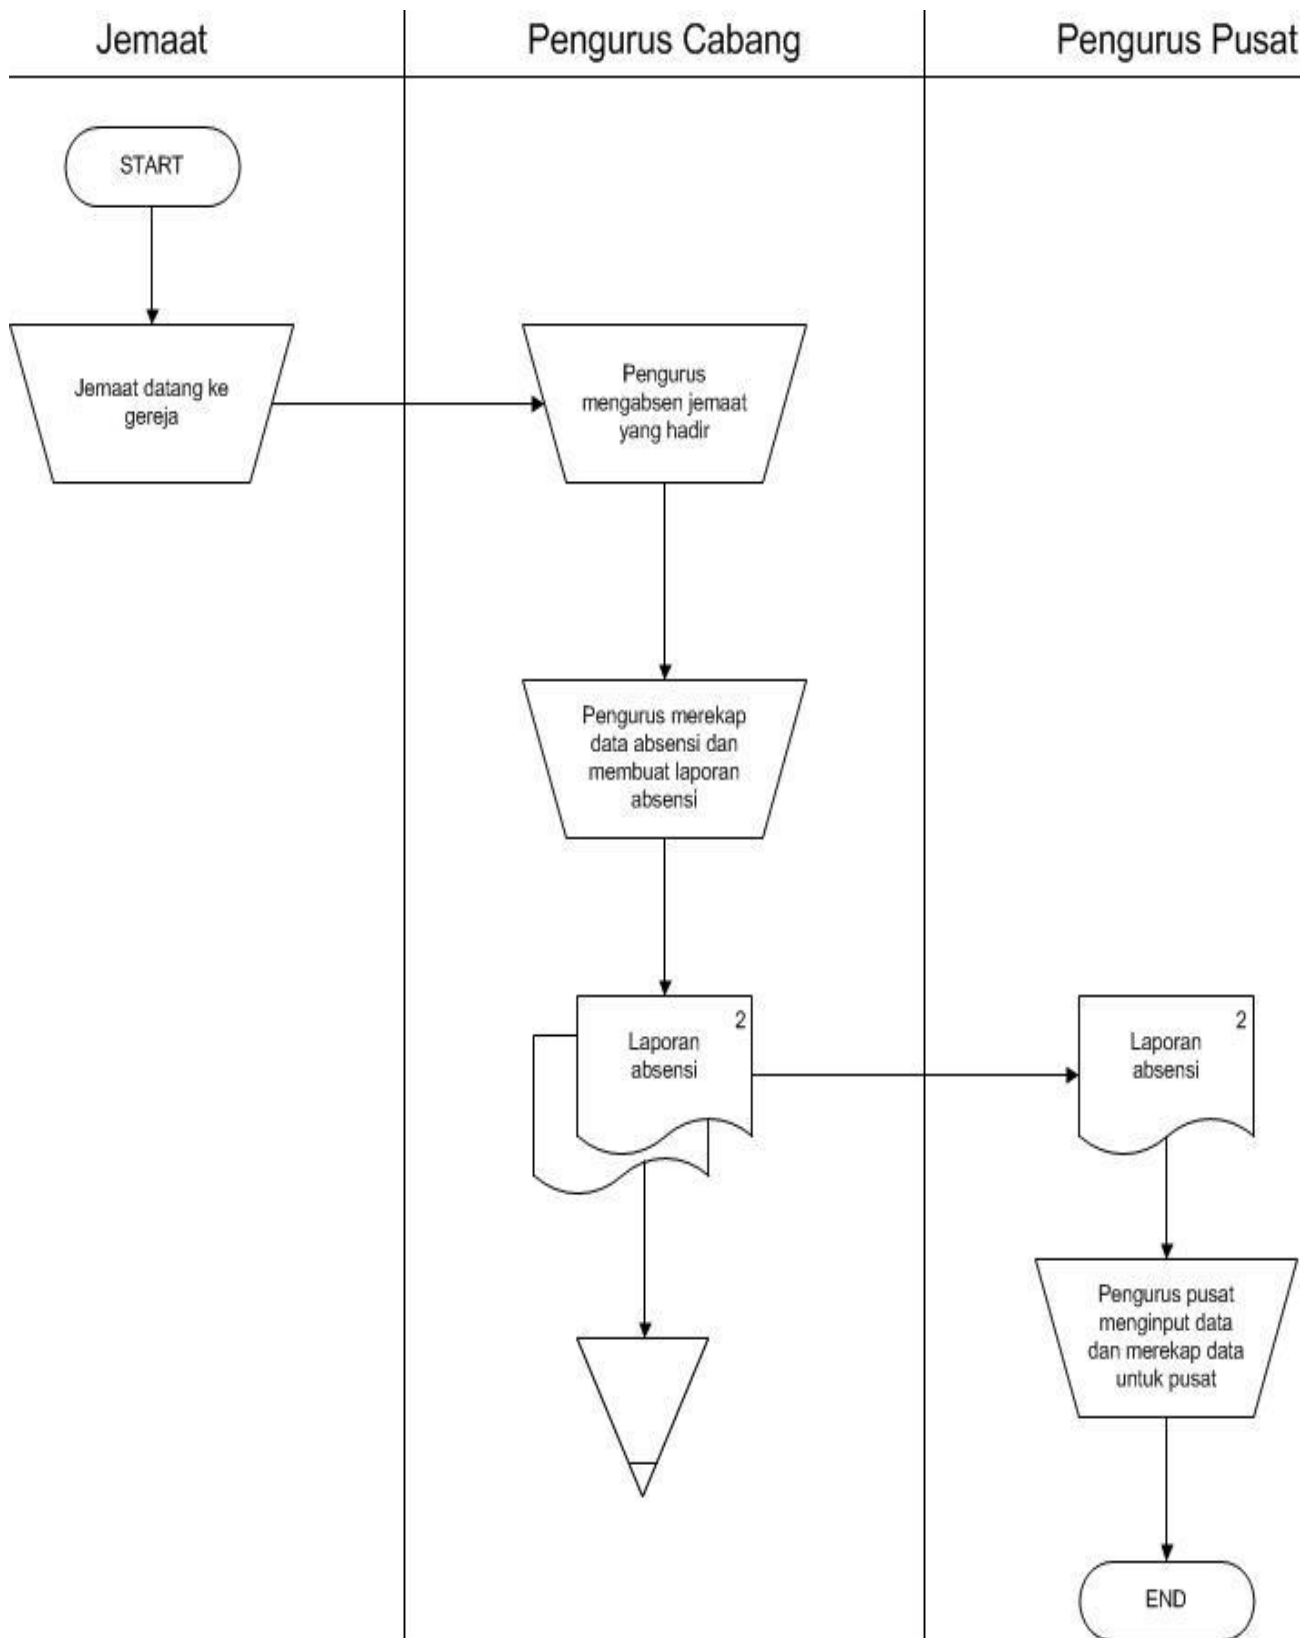 Jemaat
Pengurus Cabang
Pengurus Pusat
START
Jemaat datang ke
gereja
Pengurus
mengabsen jemaat
yang hadir
Pengurus merekap
data absensi dan
membuat laporan
absensi
2
Laporan
absensi
2
Laporan
absensi
Pengurus pusat
menginput data
dan merekap data
untuk pusat
END